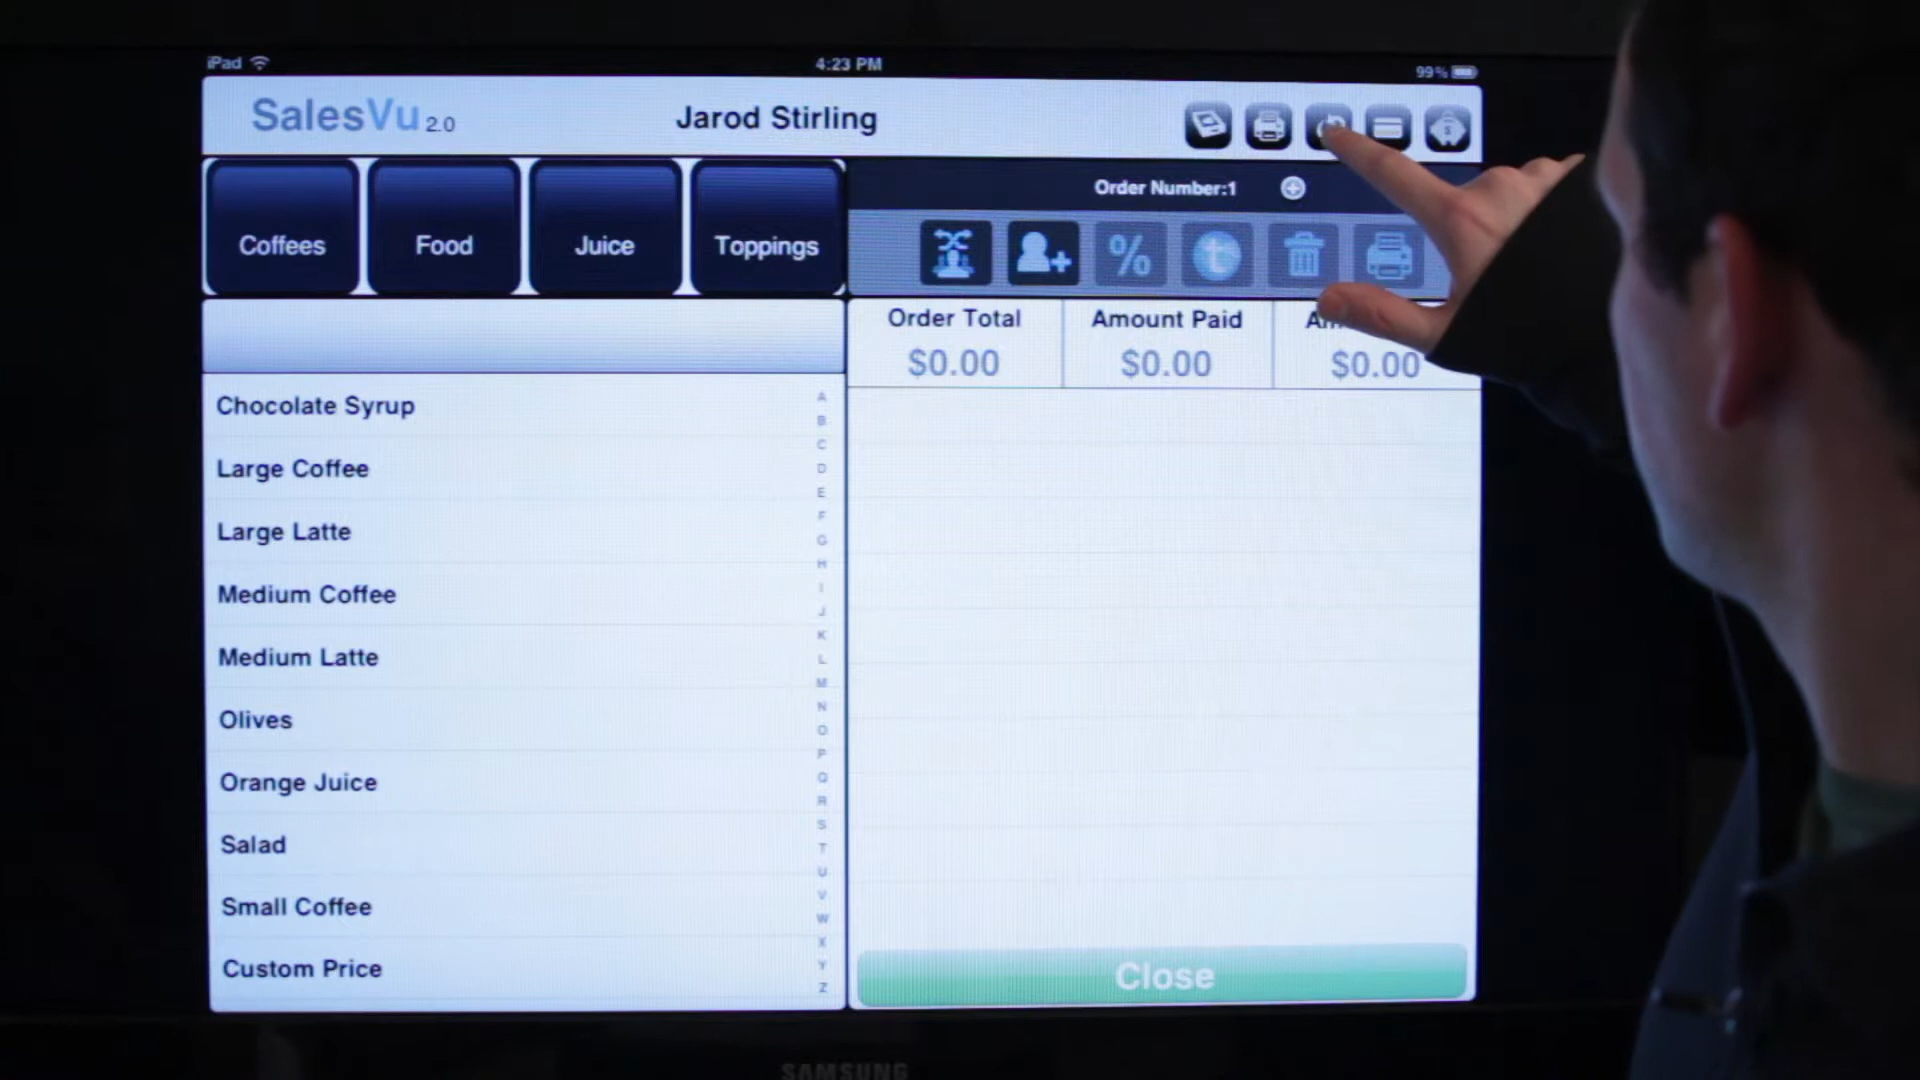 iPad
4:23 PM
99%
SalesVu 2.0
Jarod Stirling
Coffees
Food
Juice
Toppings
Order Number:1
%
t
Order Total
Amount Paid
$0.00
$0.00
$0.00
Chocolate Syrup
Large Coffee
Large Latte
Medium Coffee
Medium Latte
Olives
Orange Juice
Salad
Small Coffee
Custom Price
A
B
C
D
E
F
G
H
I
J
K
L
M
N
O
P
Q
R
S
T
U
V
W
X
Y
Z
Close
SAMSUNG